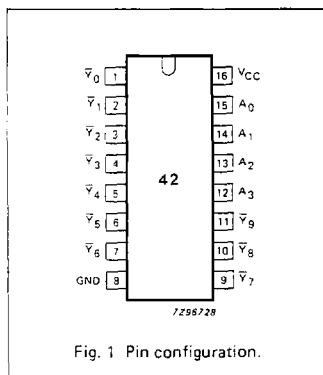 Y̅0 1 16 VCC
Y̅1 2 15 A0
Y̅2 3 14 A1
Y̅3 4 13 A2
42
Y̅4 5 12 A3
Y̅5 6 11 Y̅9
Y̅6 7 10 Y̅8
GND 8 9 Y̅7
7Z96728
Fig. 1 Pin configuration.